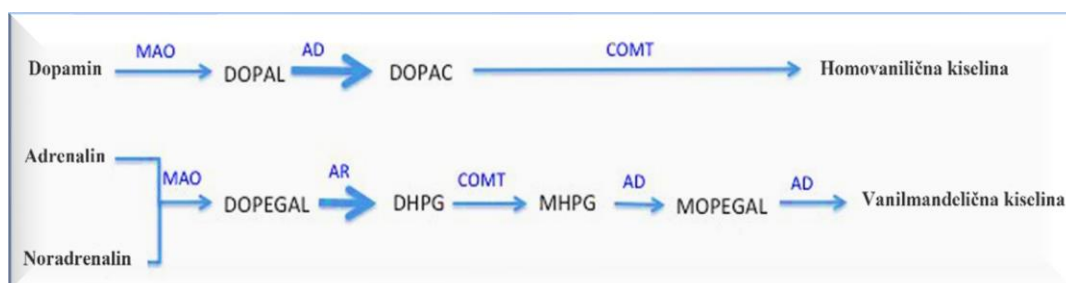 MAO AD COMT
Dopamin DOPAL DOPAC Homovanilična kiselina
Adrenalin
MAO AR COMT AD AD
DOPEGAL DHPG MHPG MOPEGAL Vanilmandelična kiselina
Noradrenalin